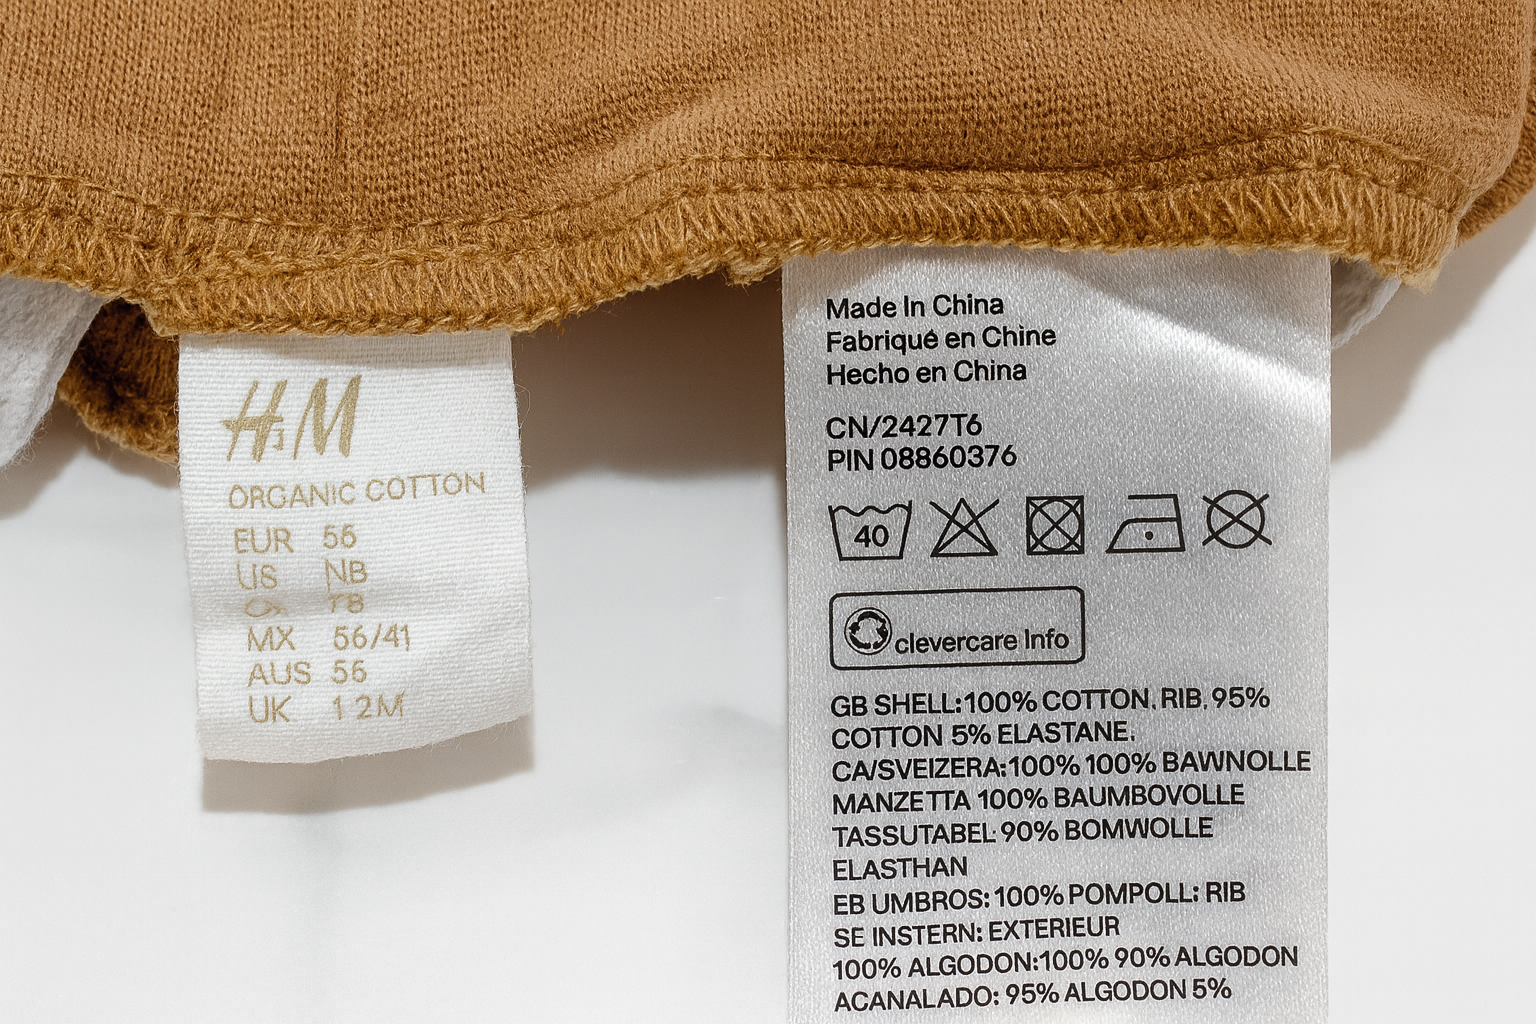 H&M
ORGANIC COTTON
EUR 56
US NB
MX 56/41
AUS 56
UK 1 2M
Made In China
Fabriqué en Chine
Hecho en China
CN/2427T6
PIN 08860376
40
clevercare Info
GB SHELL:100% COTTON. RIB. 95%
COTTON 5% ELASTANE.
CA/SVEIZERA:100% 100% BAWNOLLE
MANZETTA 100% BAUMBOVOLLE
TASSUTABEL 90% BOMWOLLE
ELASTHAN
EB UMBROS: 100% POMPOLL: RIB
SE INSTERN: EXTERIEUR
100% ALGODON:100% 90% ALGODON
ACANALADO: 95% ALGODON 5%